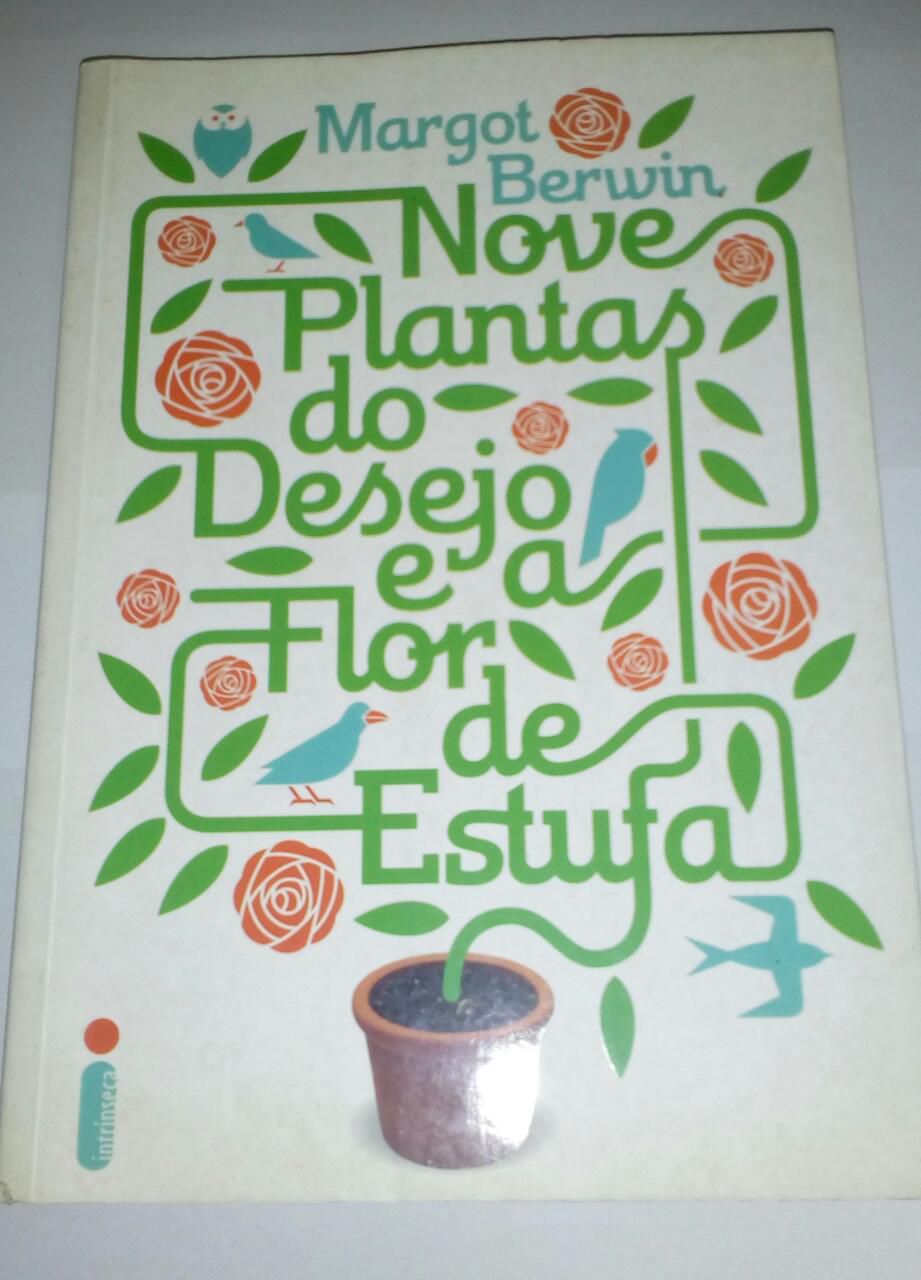 Margot
Berwin
Nove
Plantas
do
Desejo
e a
Flor
de
Estufa
intrínseca